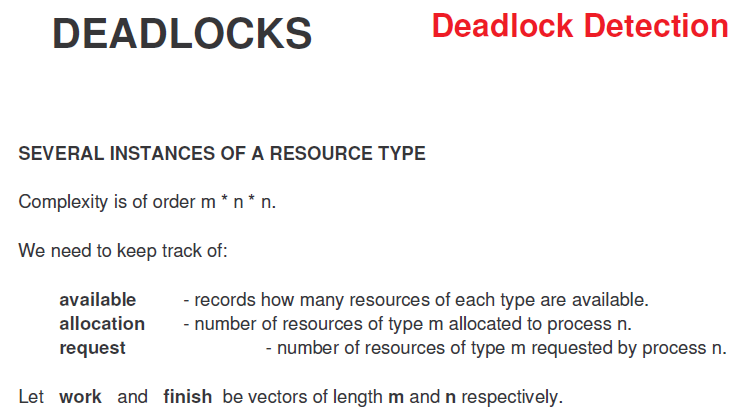 DEADLOCKS
Deadlock Detection
SEVERAL INSTANCES OF A RESOURCE TYPE
Complexity is of order m * n * n.
We need to keep track of:
available - records how many resources of each type are available.
allocation - number of resources of type m allocated to process n.
request - number of resources of type m requested by process n.
Let work and finish be vectors of length m and n respectively.